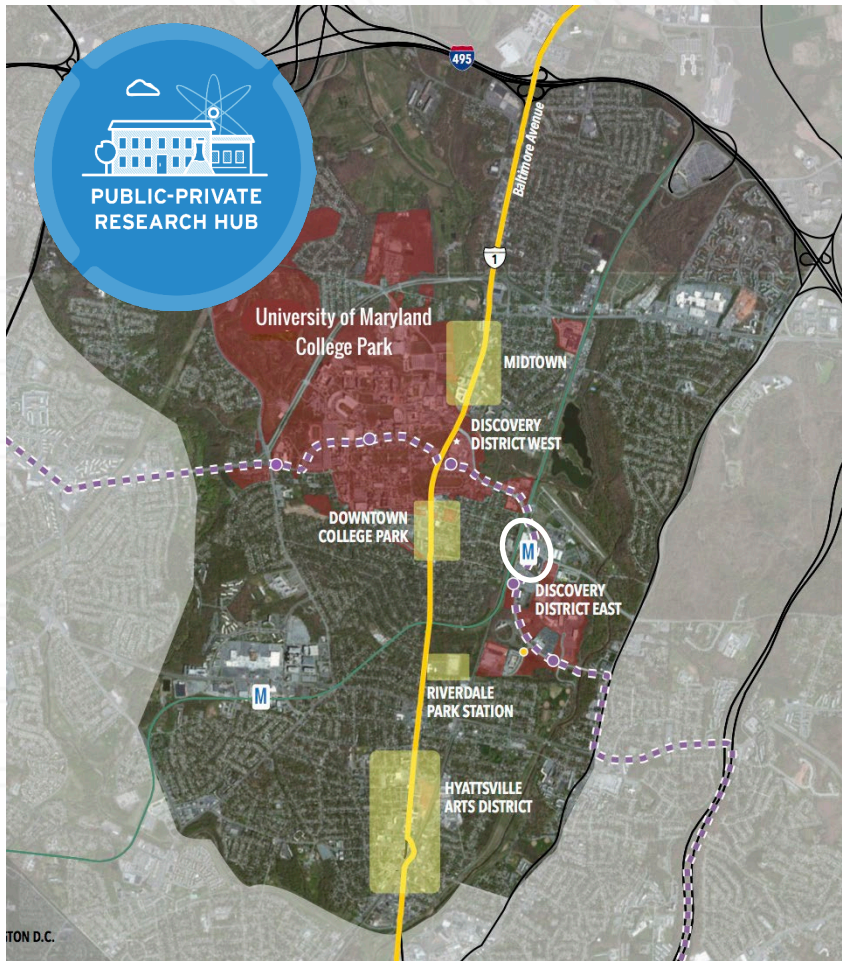 495
Baltimore Avenue
PUBLIC-PRIVATE
RESEARCH HUB
1
University of Maryland
College Park
MIDTOWN
DISCOVERY
DISTRICT WEST
DOWNTOWN
COLLEGE PARK
M
DISCOVERY
DISTRICT EAST
M
RIVERDALE
PARK STATION
HYATTSVILLE
ARTS DISTRICT
GTON D.C.